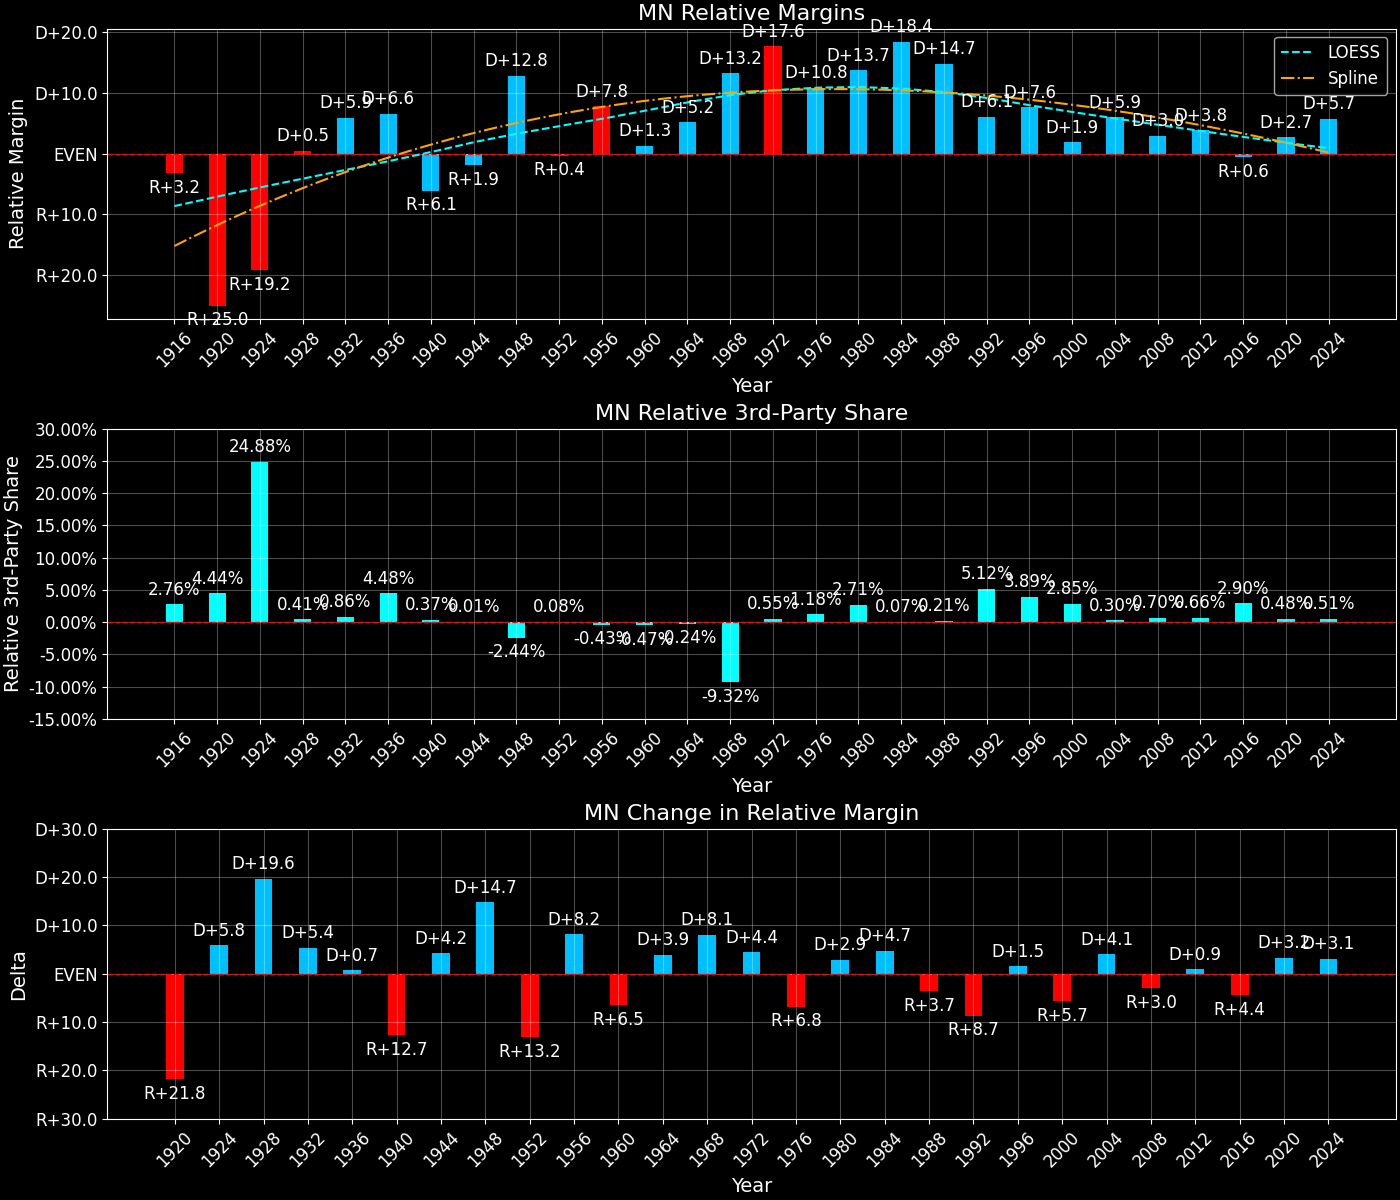 MN Relative Margins
Relative Margin
D+20.0
D+10.0
EVEN
R+10.0
R+20.0
LOESS
Spline
R+3.2
R+25.0
R+19.2
D+0.5
D+5.9
D+6.6
R+6.1
R+1.9
D+12.8
R+0.4
D+7.8
D+1.3
D+5.2
D+13.2
D+17.6
D+10.8
D+13.7
D+18.4
D+14.7
D+6.1
D+7.6
D+1.9
D+5.9
D+3.0
D+3.8
R+0.6
D+2.7
D+5.7
1916 1920 1924 1928 1932 1936 1940 1944 1948 1952 1956 1960 1964 1968 1972 1976 1980 1984 1988 1992 1996 2000 2004 2008 2012 2016 2020 2024
Year
MN Relative 3rd-Party Share
Relative 3rd-Party Share
30.00%
25.00%
20.00%
15.00%
10.00%
5.00%
0.00%
-5.00%
-10.00%
-15.00%
2.76%
4.44%
24.88%
0.41%
0.86%
4.48%
0.37%
0.01%
-2.44%
0.08%
-0.43%
-0.47%
-0.24%
-9.32%
0.55%
1.18%
2.71%
0.07%
0.21%
5.12%
3.89%
2.85%
0.30%
0.70%
0.66%
2.90%
0.48%
0.51%
1916 1920 1924 1928 1932 1936 1940 1944 1948 1952 1956 1960 1964 1968 1972 1976 1980 1984 1988 1992 1996 2000 2004 2008 2012 2016 2020 2024
Year
MN Change in Relative Margin
Delta
D+30.0
D+20.0
D+10.0
EVEN
R+10.0
R+20.0
R+30.0
R+21.8
D+5.8
D+19.6
D+5.4
D+0.7
R+12.7
D+4.2
D+14.7
R+13.2
D+8.2
R+6.5
D+3.9
D+8.1
D+4.4
R+6.8
D+2.9
D+4.7
R+3.7
R+8.7
D+1.5
R+5.7
D+4.1
R+3.0
D+0.9
R+4.4
D+3.2
D+3.1
1920 1924 1928 1932 1936 1940 1944 1948 1952 1956 1960 1964 1968 1972 1976 1980 1984 1988 1992 1996 2000 2004 2008 2012 2016 2020 2024
Year